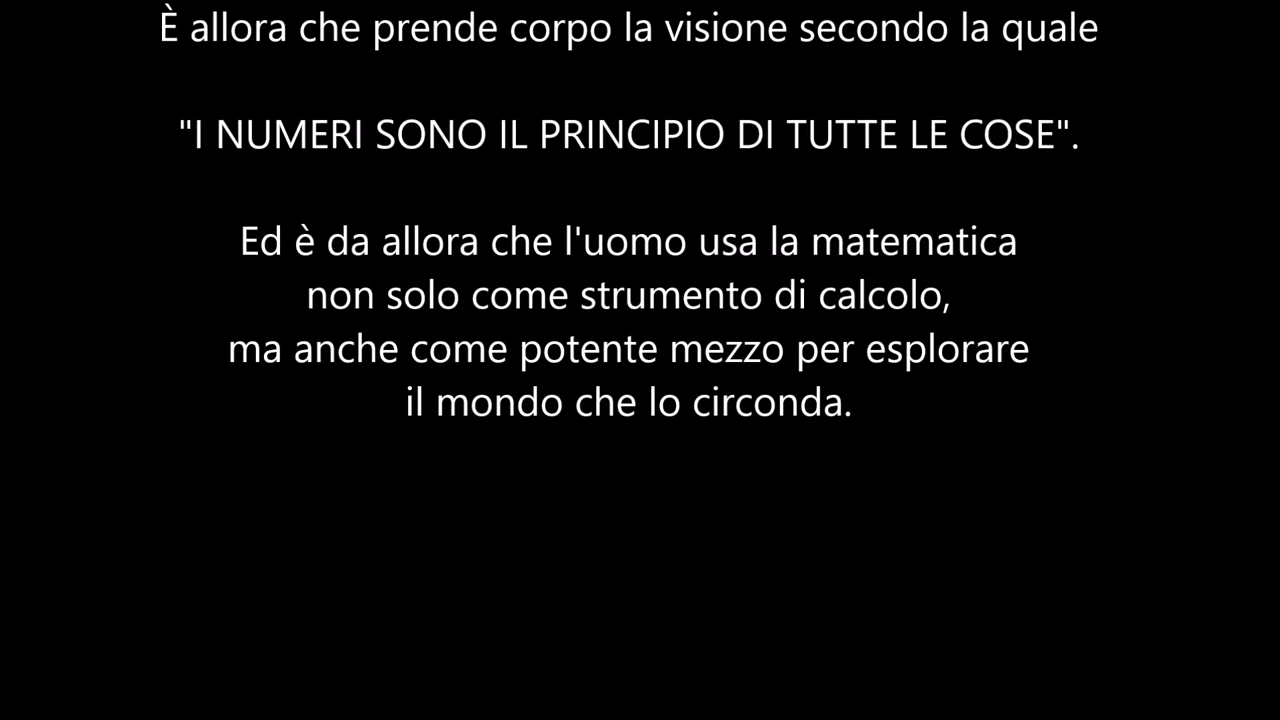 È allora che prende corpo la visione secondo la quale
"I NUMERI SONO IL PRINCIPIO DI TUTTE LE COSE".
Ed è da allora che l'uomo usa la matematica
non solo come strumento di calcolo,
ma anche come potente mezzo per esplorare
il mondo che lo circonda.